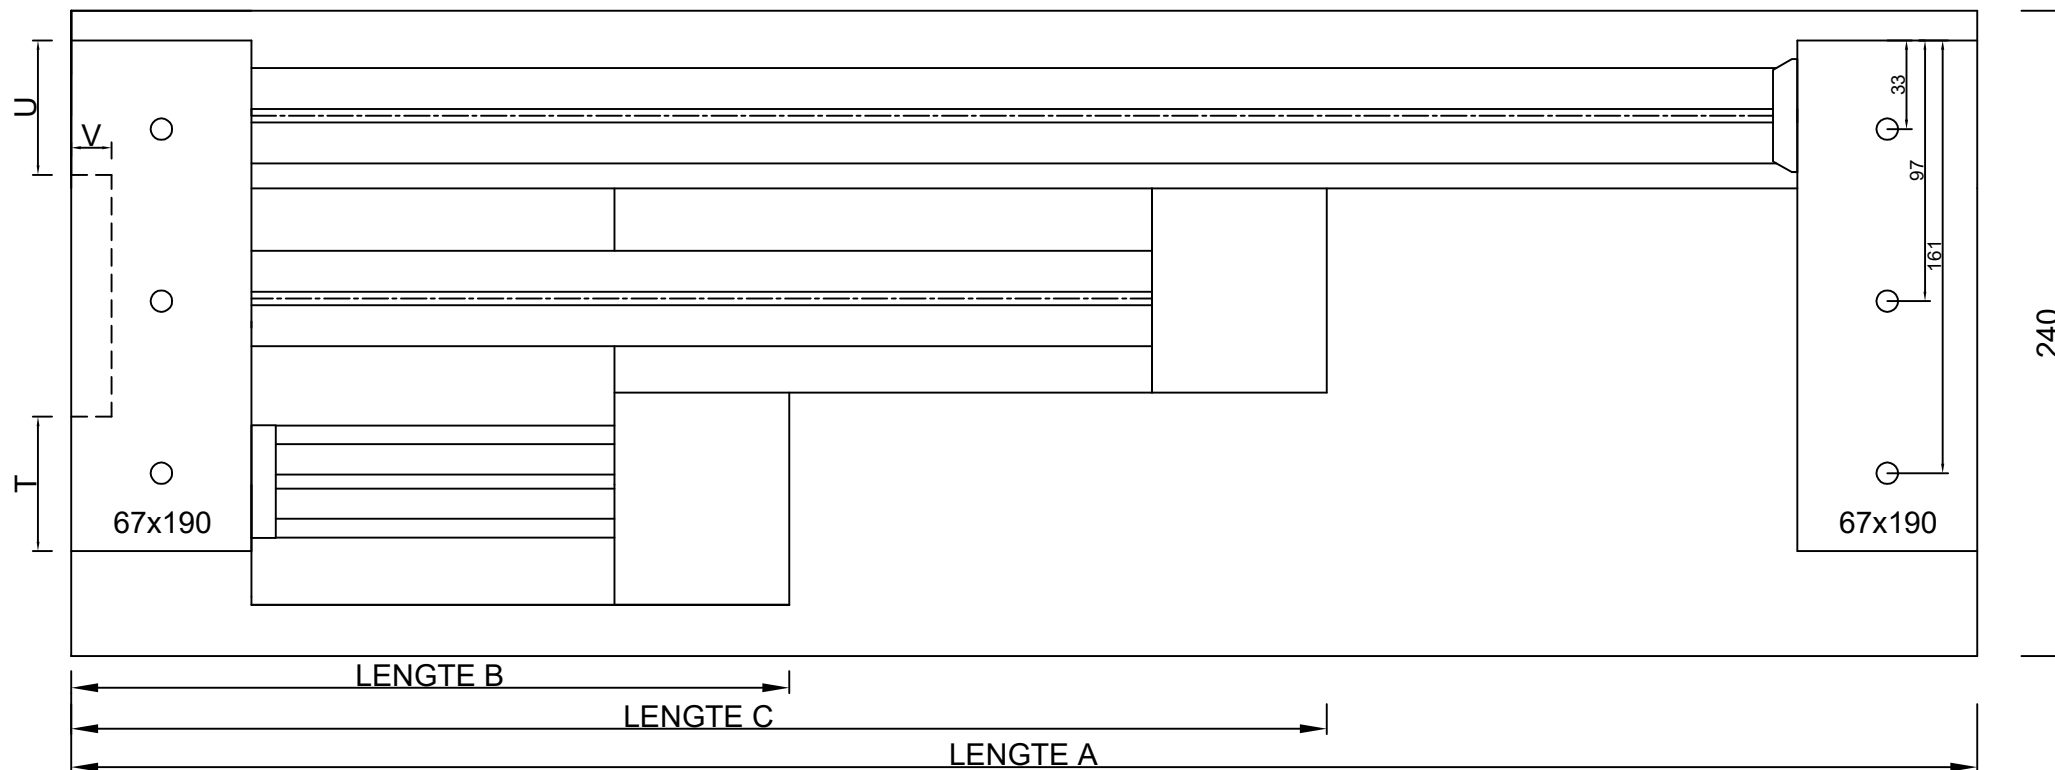 U
V
33
97
161
240
T
67x190
67x190
LENGTE B
LENGTE C
LENGTE A